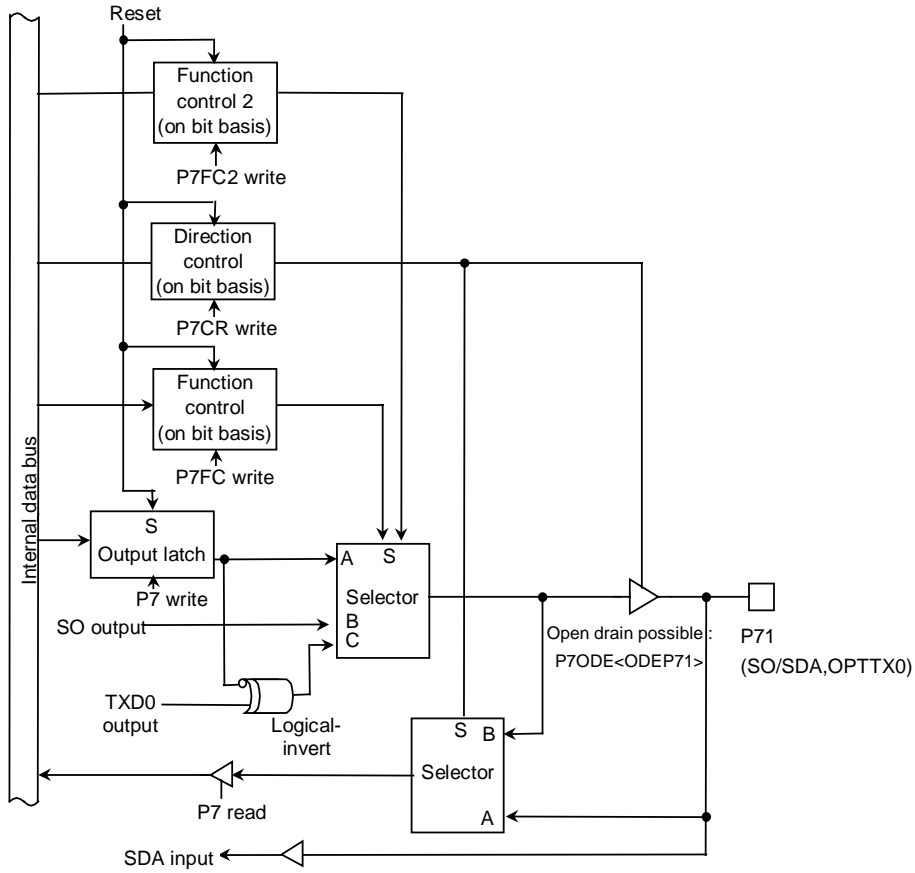 Reset
Function
control 2
(on bit basis)
P7FC2 write
Direction
control
(on bit basis)
P7CR write
Function
control
(on bit basis)
P7FC write
Internal data bus
S
Output latch
P7 write
A
S
Selector
B
C
SO output
TXD0
output
Logical-
invert
Open drain possible :
P7ODE<ODEP71>
P71
(SO/SDA,OPTTX0)
S
B
Selector
A
P7 read
SDA input